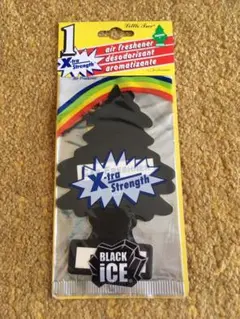 Little Trees
1
air freshener
désodorisant
aromatizante
X-tra
Strength
X-tra
Strength
BLACK
iCE